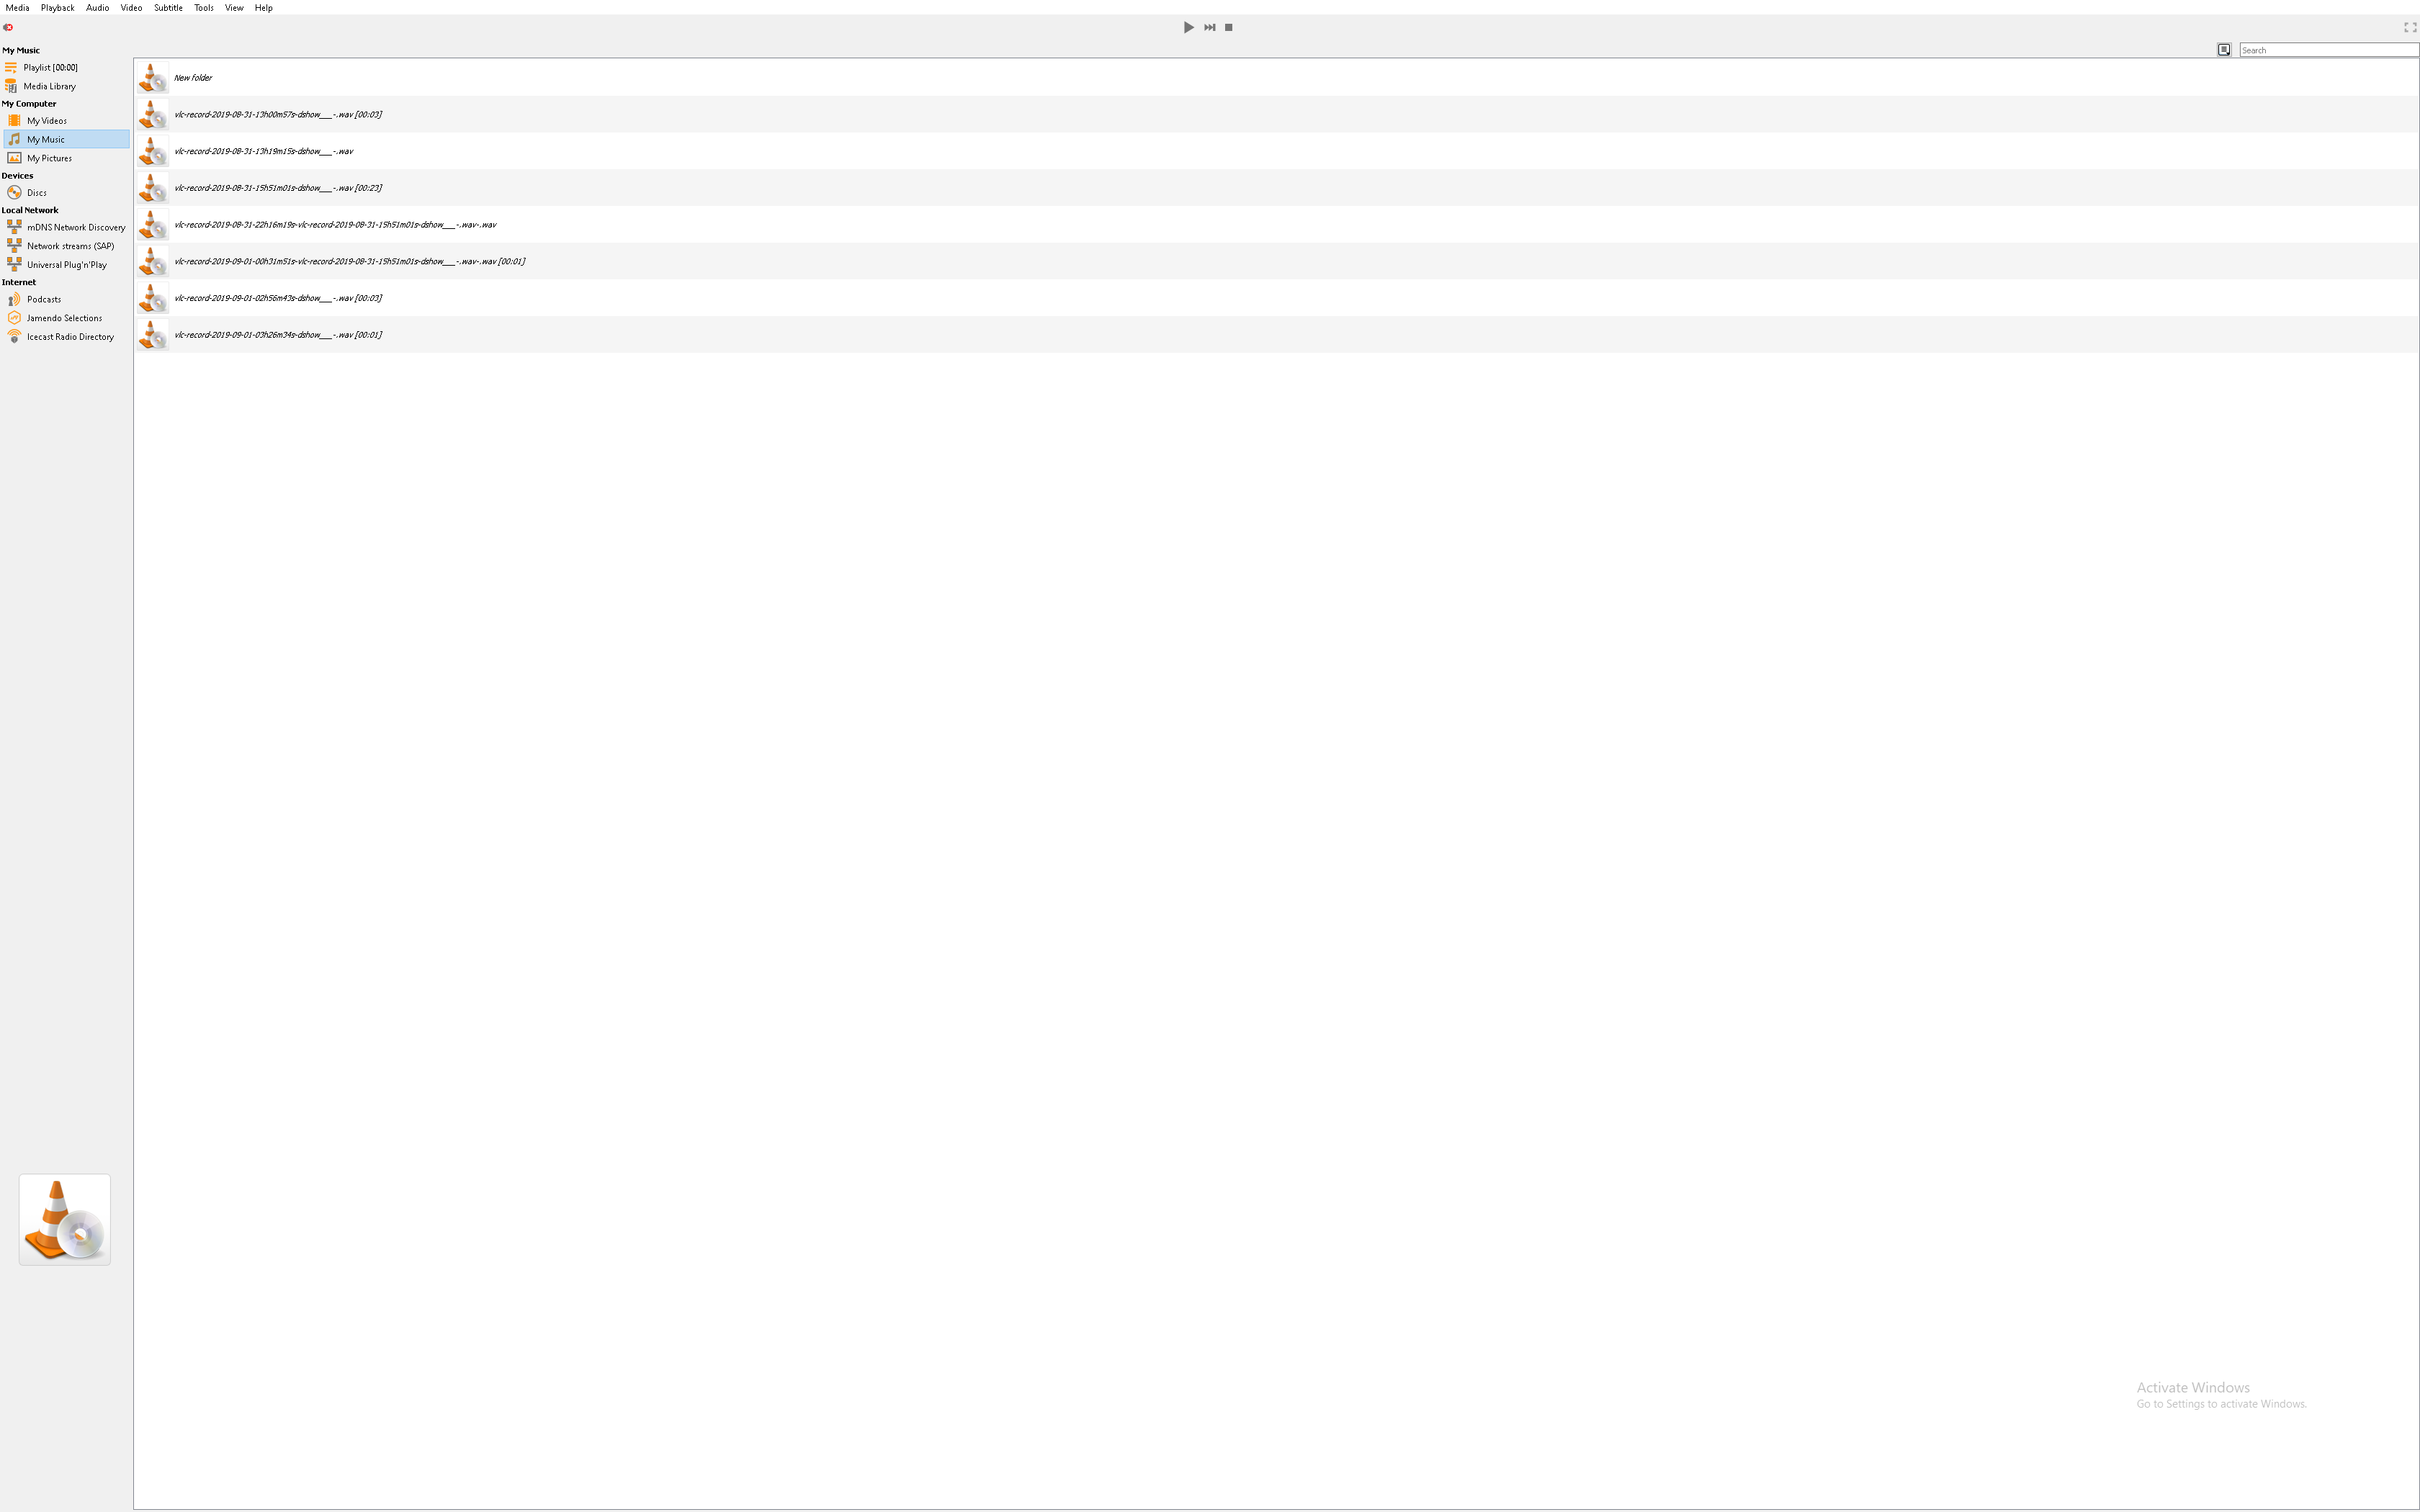 Media Playback Audio Video Subtitle Tools View Help
Search
My Music
Playlist [00:00]
Media Library
My Computer
My Videos
My Music
My Pictures
Devices
Discs
Local Network
mDNS Network Discovery
Network streams (SAP)
Universal Plug'n'Play
Internet
Podcasts
Jamendo Selections
Icecast Radio Directory
New folder
vlc-record-2019-08-31-13h00m57s-dshow___-.wav [00:03]
vlc-record-2019-08-31-13h19m15s-dshow___-.wav
vlc-record-2019-08-31-15h51m01s-dshow___-.wav [00:23]
vlc-record-2019-08-31-22h16m19s-vlc-record-2019-08-31-15h51m01s-dshow___-.wav-.wav
vlc-record-2019-09-01-00h31m51s-vlc-record-2019-08-31-15h51m01s-dshow___-.wav-.wav [00:01]
vlc-record-2019-09-01-02h56m43s-dshow___-.wav [00:03]
vlc-record-2019-09-01-03h26m34s-dshow___-.wav [00:01]
Activate Windows
Go to Settings to activate Windows.